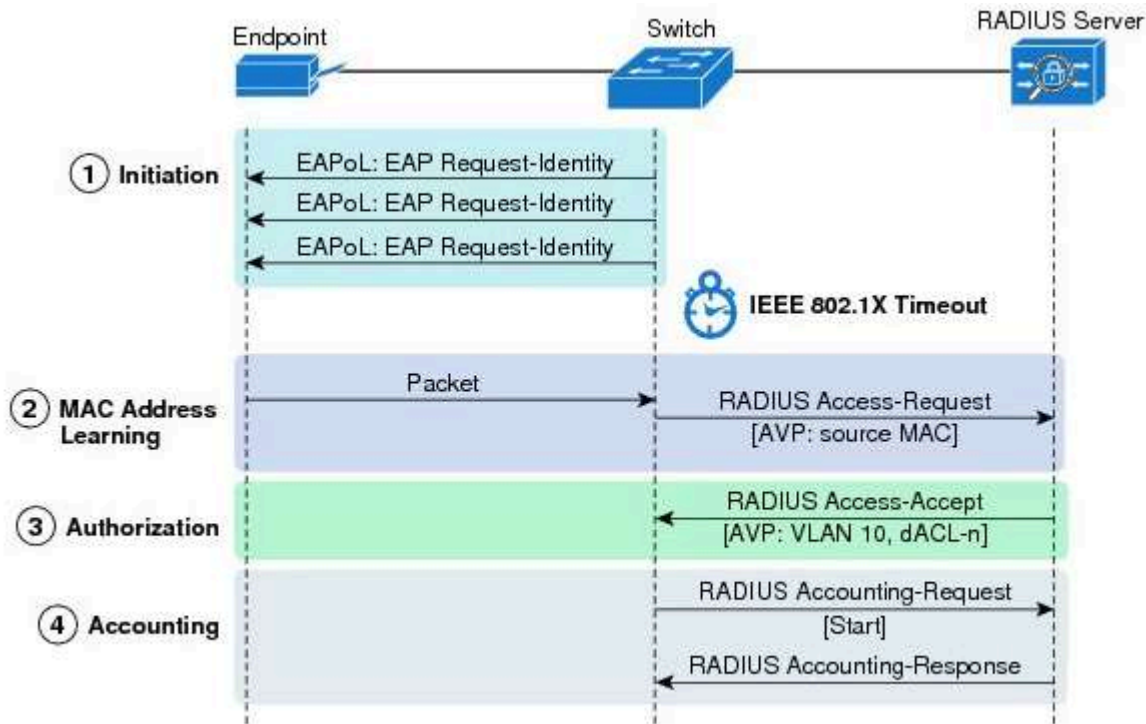 Endpoint
Switch
RADIUS Server
1 Initiation
EAPoL: EAP Request-Identity
EAPoL: EAP Request-Identity
EAPoL: EAP Request-Identity
IEEE 802.1X Timeout
2 MAC Address
Learning
Packet
RADIUS Access-Request
[AVP: source MAC]
3 Authorization
RADIUS Access-Accept
[AVP: VLAN 10, dACL-n]
4 Accounting
RADIUS Accounting-Request
[Start]
RADIUS Accounting-Response